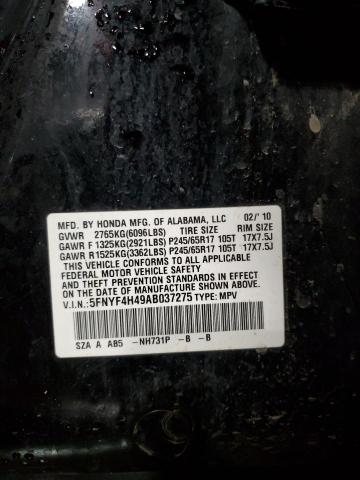 MFD. BY HONDA MFG. OF ALABAMA, LLC 02/'10
GVWR 2765KG(6096LBS) TIRE SIZE RIM SIZE
GAWR F 1325KG(2921LBS) P245/65R17 105T 17X7.5J
GAWR R1525KG(3362LBS) P245/65R17 105T 17X7.5J
THIS VEHICLE CONFORMS TO ALL APPLICABLE
FEDERAL MOTOR VEHICLE SAFETY
AND THEFT PREVENTION STANDARDS IN EFFECT ON THE
DATE OF MANUFACTURE SHOWN ABOVE.
V.I.N.:5FNYF4H49AB037275 TYPE: MPV
SZA A AB5 -NH731P -B -B